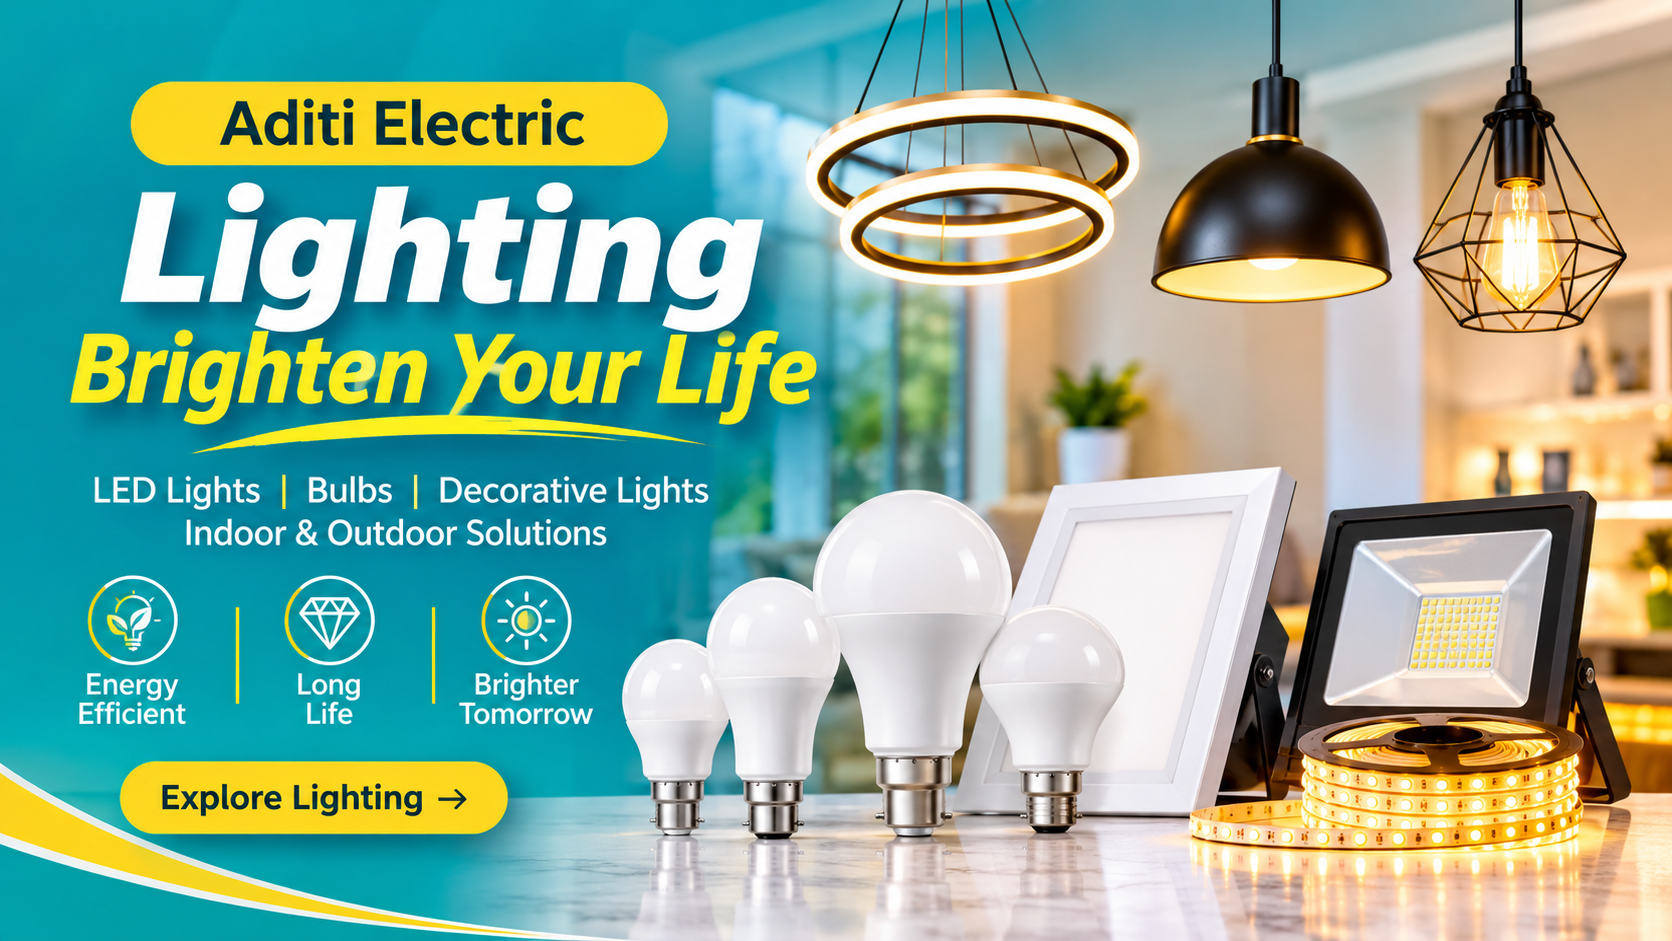 Aditi Electric
Lighting
Brighten Your Life
LED Lights | Bulbs | Decorative Lights
Indoor & Outdoor Solutions
Energy
Efficient
Long
Life
Brighter
Tomorrow
Explore Lighting →